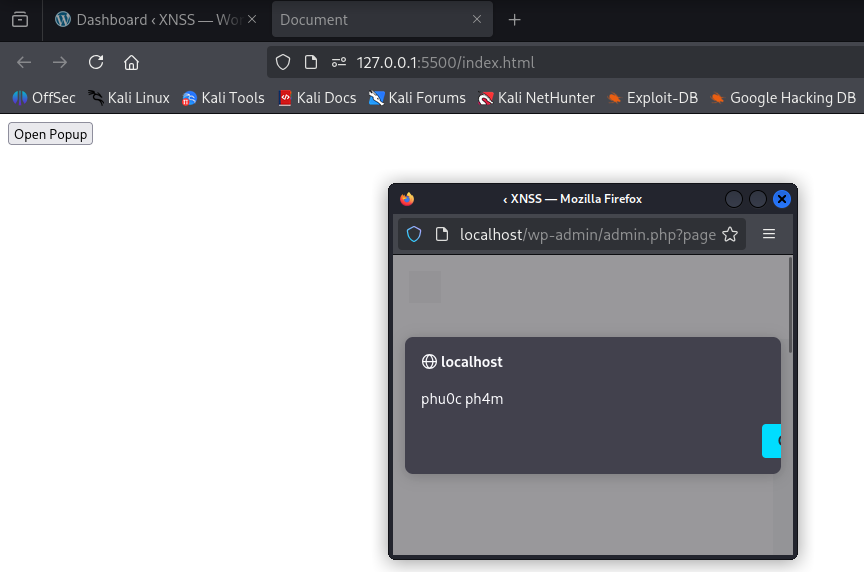 Dashboard ‹ XNSS — Wo
Document
127.0.0.1:5500/index.html
OffSec Kali Linux Kali Tools Kali Docs Kali Forums Kali NetHunter Exploit-DB Google Hacking DB
Open Popup
‹ XNSS — Mozilla Firefox
localhost/wp-admin/admin.php?page
localhost
phu0c ph4m